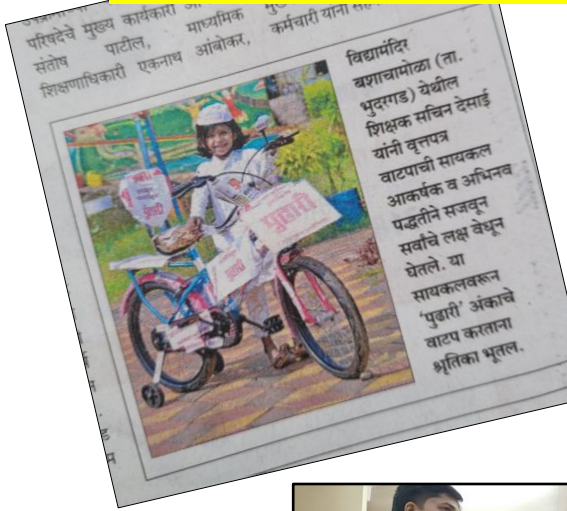 परिषदेचे मुख्य कार्यकारी
संतोष पाटील, माध्यमिक
शिक्षणाधिकारी एकनाथ आंबोकर,
कर्मचारी यांनी
विद्यामंदिर
बशाचामोळा (ता.
भुदरगड) येथील
शिक्षक सचिन देसाई
यांनी वृत्तपत्र
वाटपाची सायकल
आकर्षक व अभिनव
पद्धतीने सजवून
सर्वांचे लक्ष वेधून
घेतले. या
सायकलवरून
'पुढारी' अंकाचे
वाटप करताना
श्रृतिका भूतल.
पुढारी
पुढारी
पुढारी